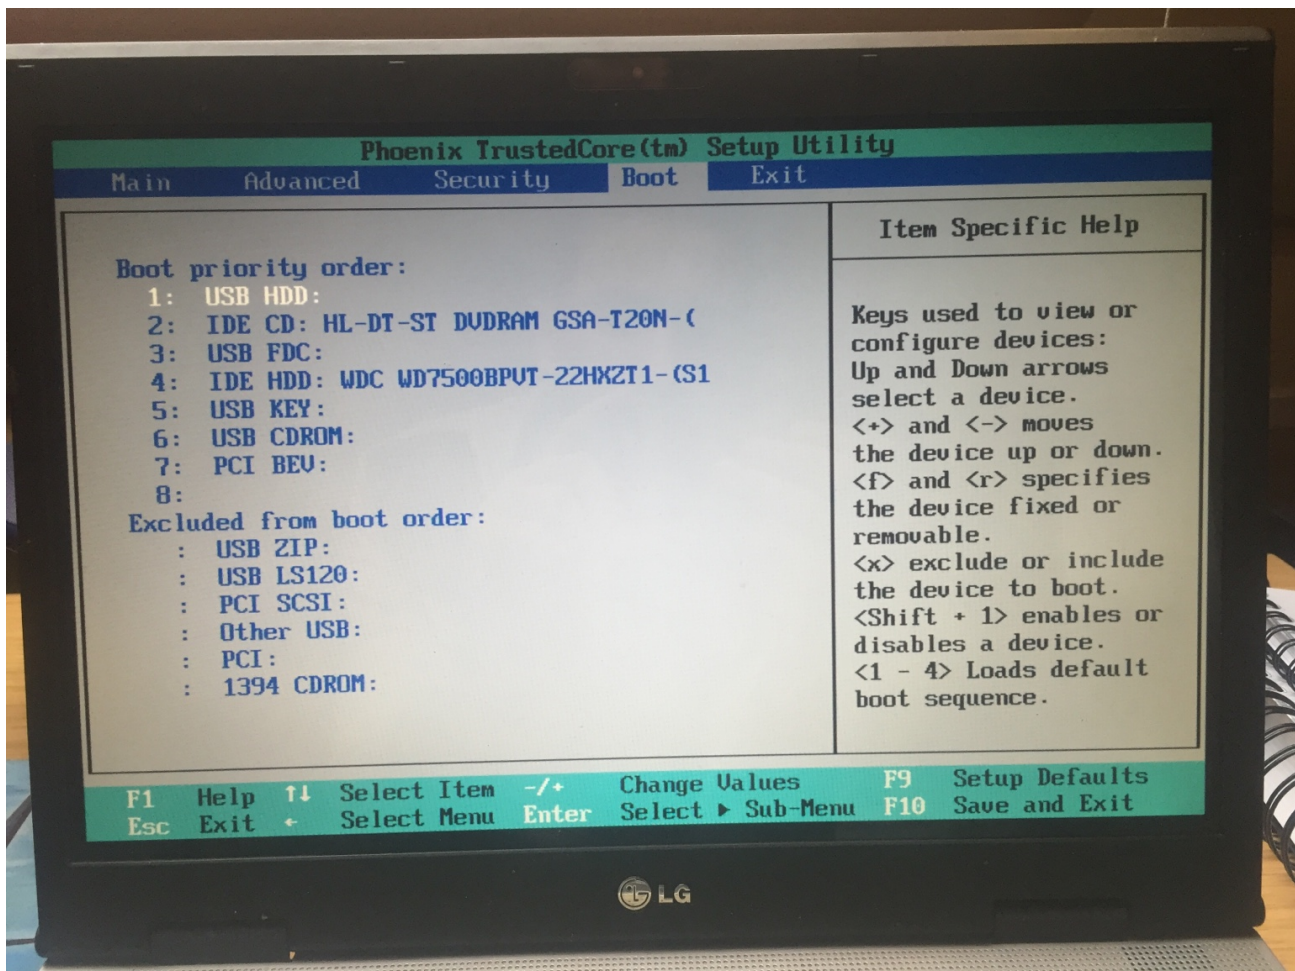 Phoenix TrustedCore(tm) Setup Utility
Main Advanced Security Boot Exit
Boot priority order:
1: USB HDD:
2: IDE CD: HL-DT-ST DVDRAM GSA-T20N-(
3: USB FDC:
4: IDE HDD: WDC WD7500BPVT-22HXZT1-(S1
5: USB KEY:
6: USB CDROM:
7: PCI BEV:
8:
Excluded from boot order:
: USB ZIP:
: USB LS120:
: PCI SCSI:
: Other USB:
: PCI:
: 1394 CDROM:
Item Specific Help
Keys used to view or
configure devices:
Up and Down arrows
select a device.
<+> and <-> moves
the device up or down.
<f> and <r> specifies
the device fixed or
removable.
<x> exclude or include
the device to boot.
<Shift + 1> enables or
disables a device.
<1 - 4> Loads default
boot sequence.
F1 Help ↑↓ Select Item -/+ Change Values F9 Setup Defaults
Esc Exit ← Select Menu Enter Select ▶ Sub-Menu F10 Save and Exit
LG